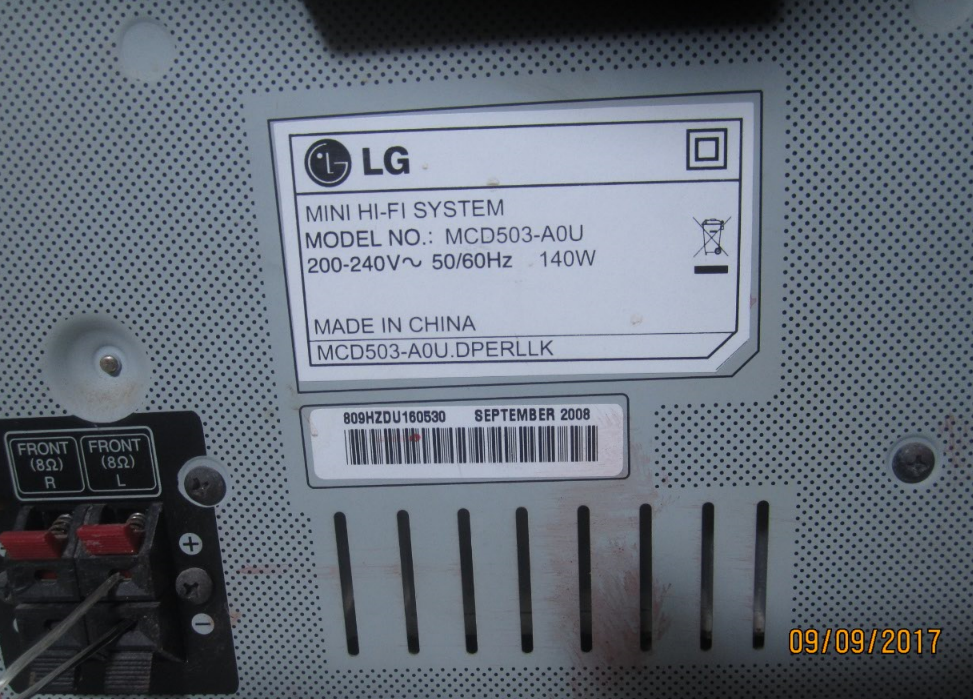 LG
MINI HI-FI SYSTEM
MODEL NO.: MCD503-A0U
200-240V~ 50/60Hz 140W
MADE IN CHINA
MCD503-A0U.DPERLLK
809HZDU160530 SEPTEMBER 2008
FRONT FRONT
(8Ω) (8Ω)
R L
+
-
09/09/2017